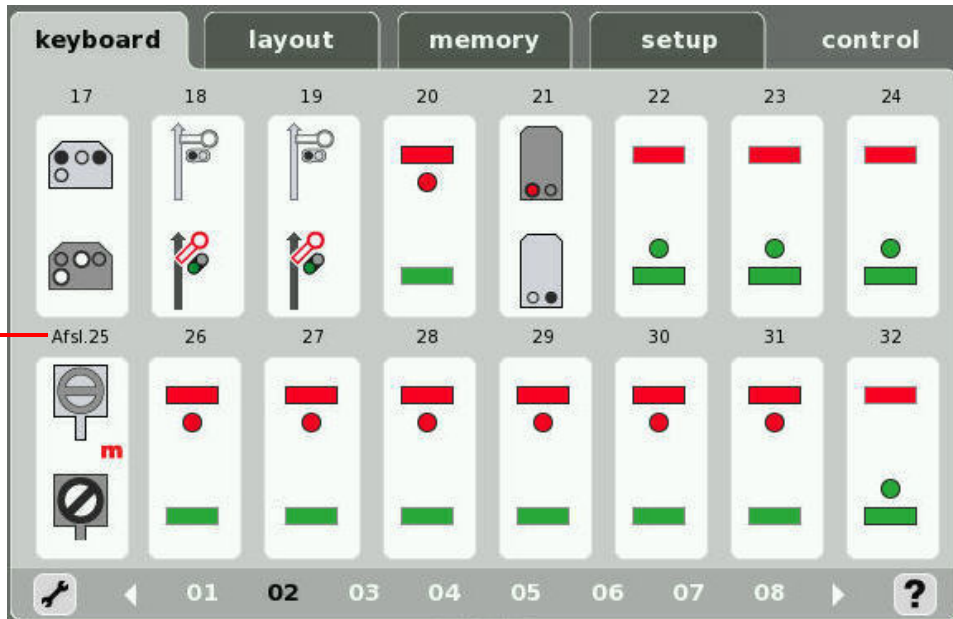 keyboard layout memory setup control
17 18 19 20 21 22 23 24
Afsl.25 26 27 28 29 30 31 32
m
01 02 03 04 05 06 07 08 ?